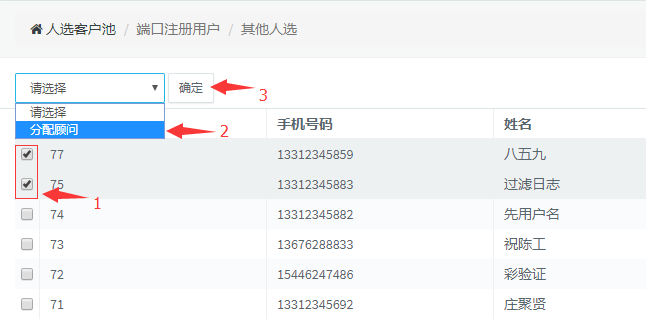 人选客户池 / 端口注册用户 / 其他人选
请选择 确定
3
请选择
分配顾问
2
手机号码 姓名
77 13312345859 八五九
75 13312345883 过滤日志
1
74 13312345882 先用户名
73 13676288833 祝陈工
72 15446247486 彩验证
71 13312345692 庄聚贤